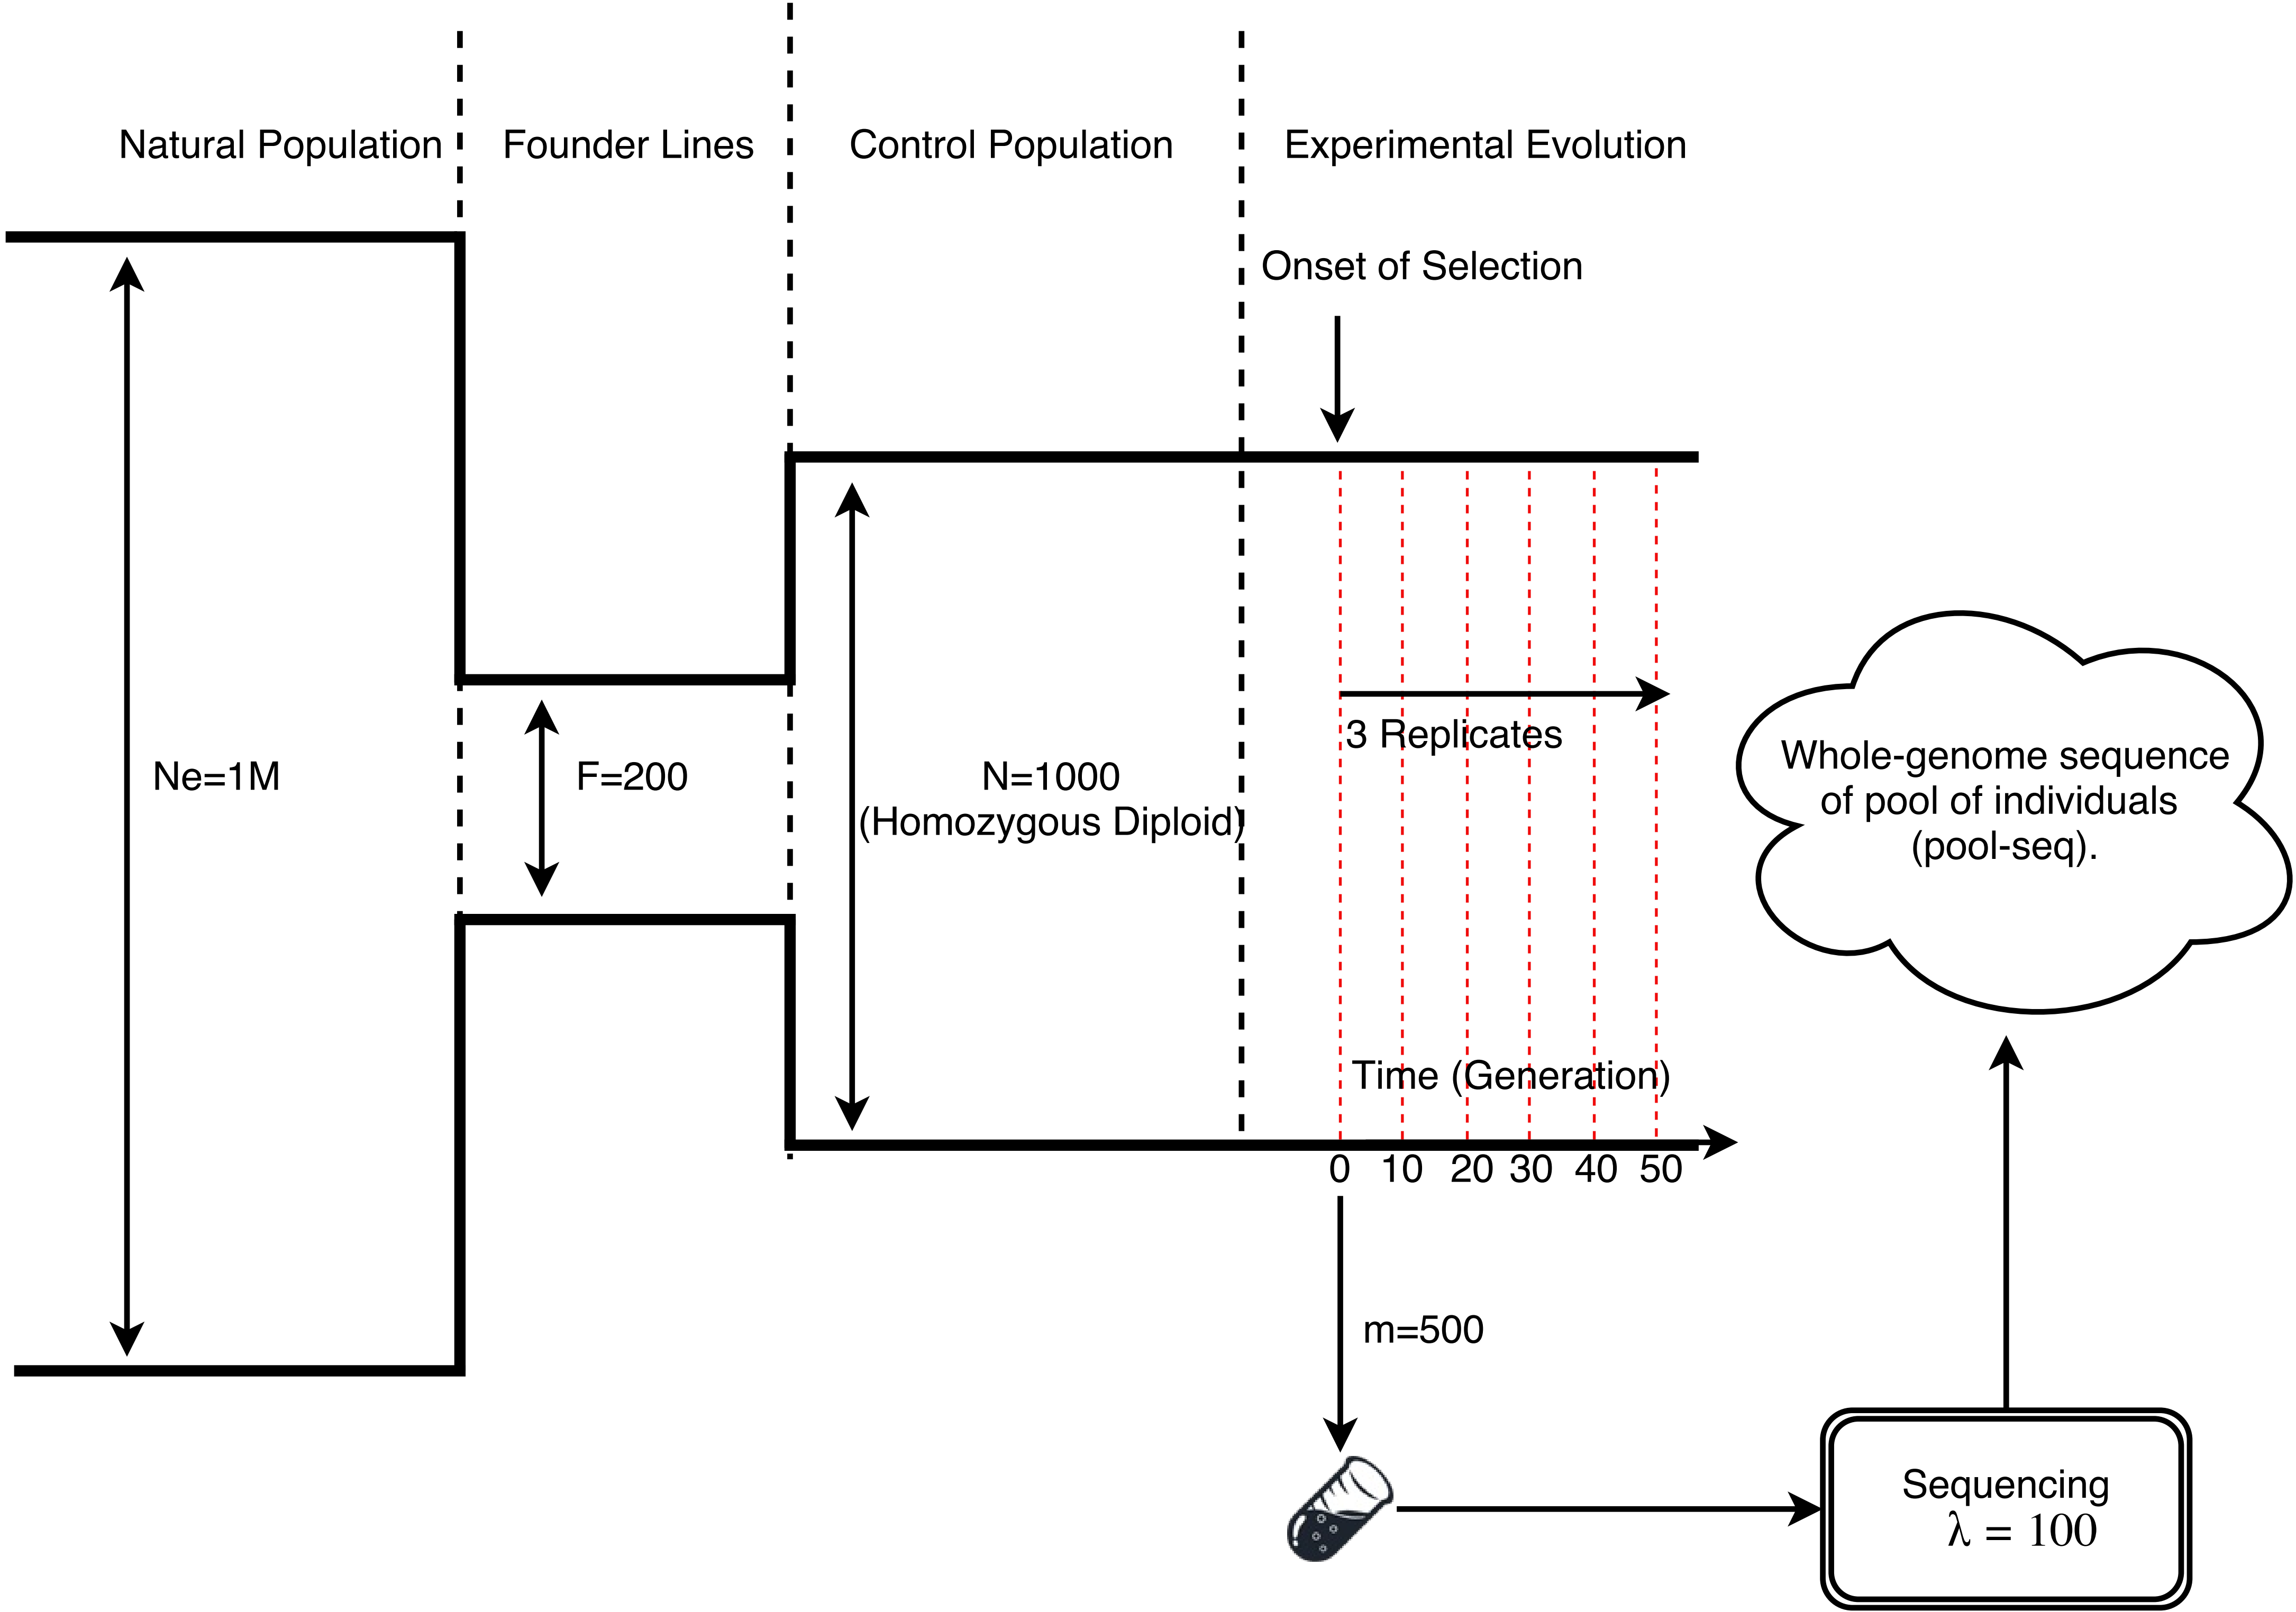 Natural Population
Founder Lines
Control Population
Experimental Evolution
Onset of Selection
Ne=1M
F=200
N=1000
(Homozygous Diploid)
3 Replicates
Time (Generation)
0 10 20 30 40 50
m=500
Whole-genome sequence
of pool of individuals
(pool-seq).
Sequencing
λ = 100